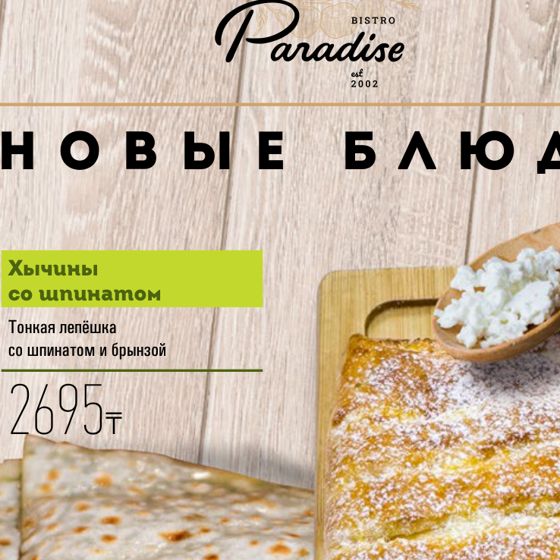 BISTRO
Paradise
est
2002
НОВЫЕ БЛЮД
Хычины
со шпинатом
Тонкая лепёшка
со шпинатом и брынзой
2695₸